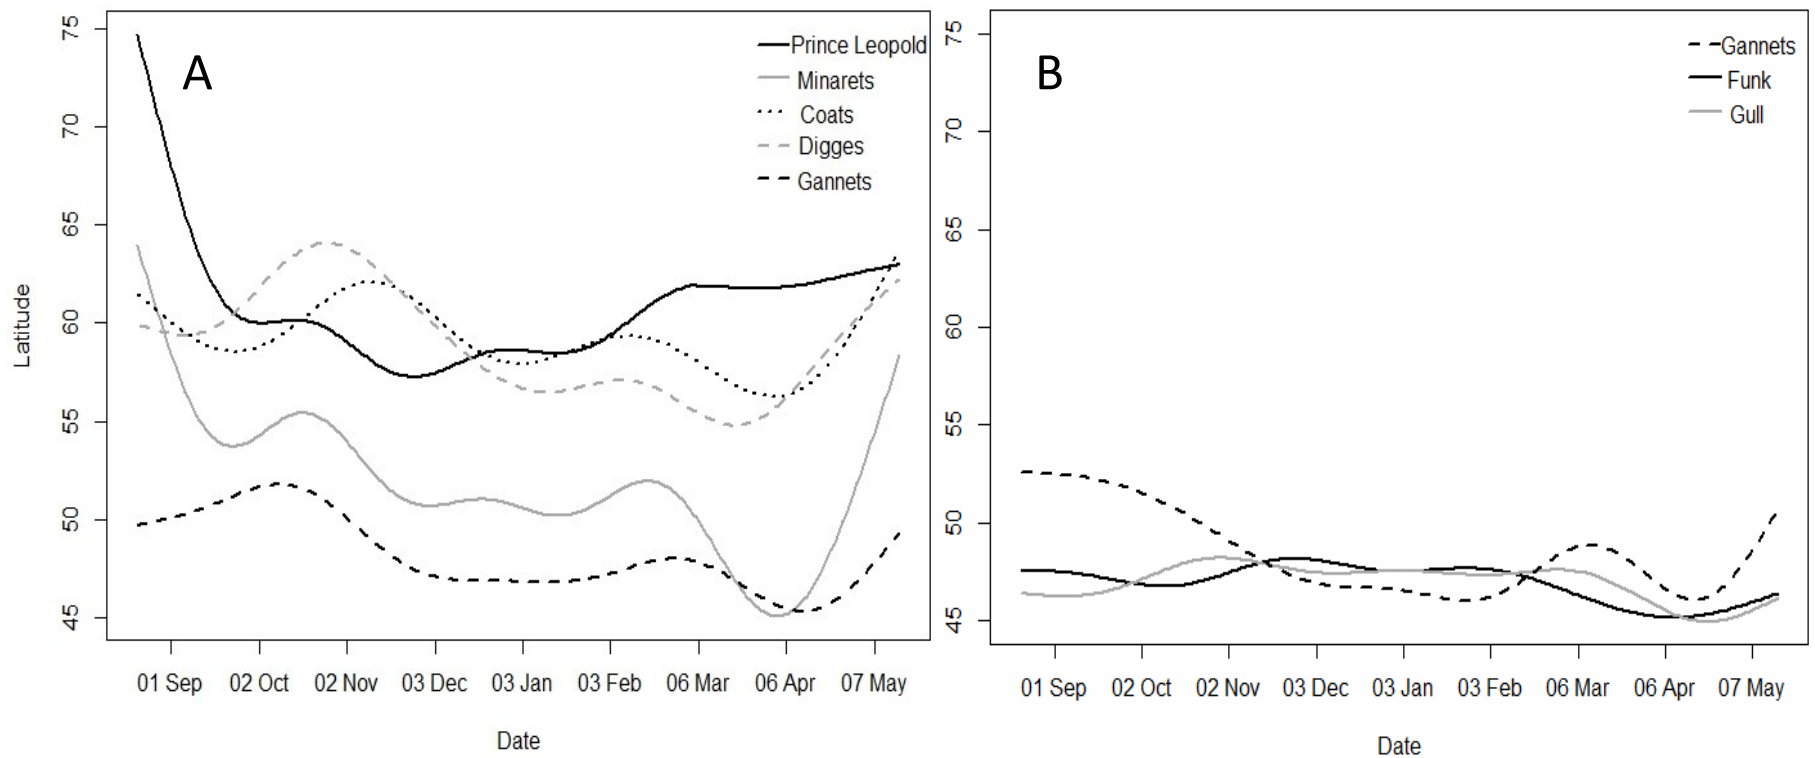 A
Prince Leopold
Minarets
Coats
Digges
Gannets
75
70
65
60
55
50
45
Latitude
01 Sep 02 Oct 02 Nov 03 Dec 03 Jan 03 Feb 06 Mar 06 Apr 07 May
Date
B
Gannets
Funk
Gull
75
70
65
60
55
50
45
01 Sep 02 Oct 02 Nov 03 Dec 03 Jan 03 Feb 06 Mar 06 Apr 07 May
Date